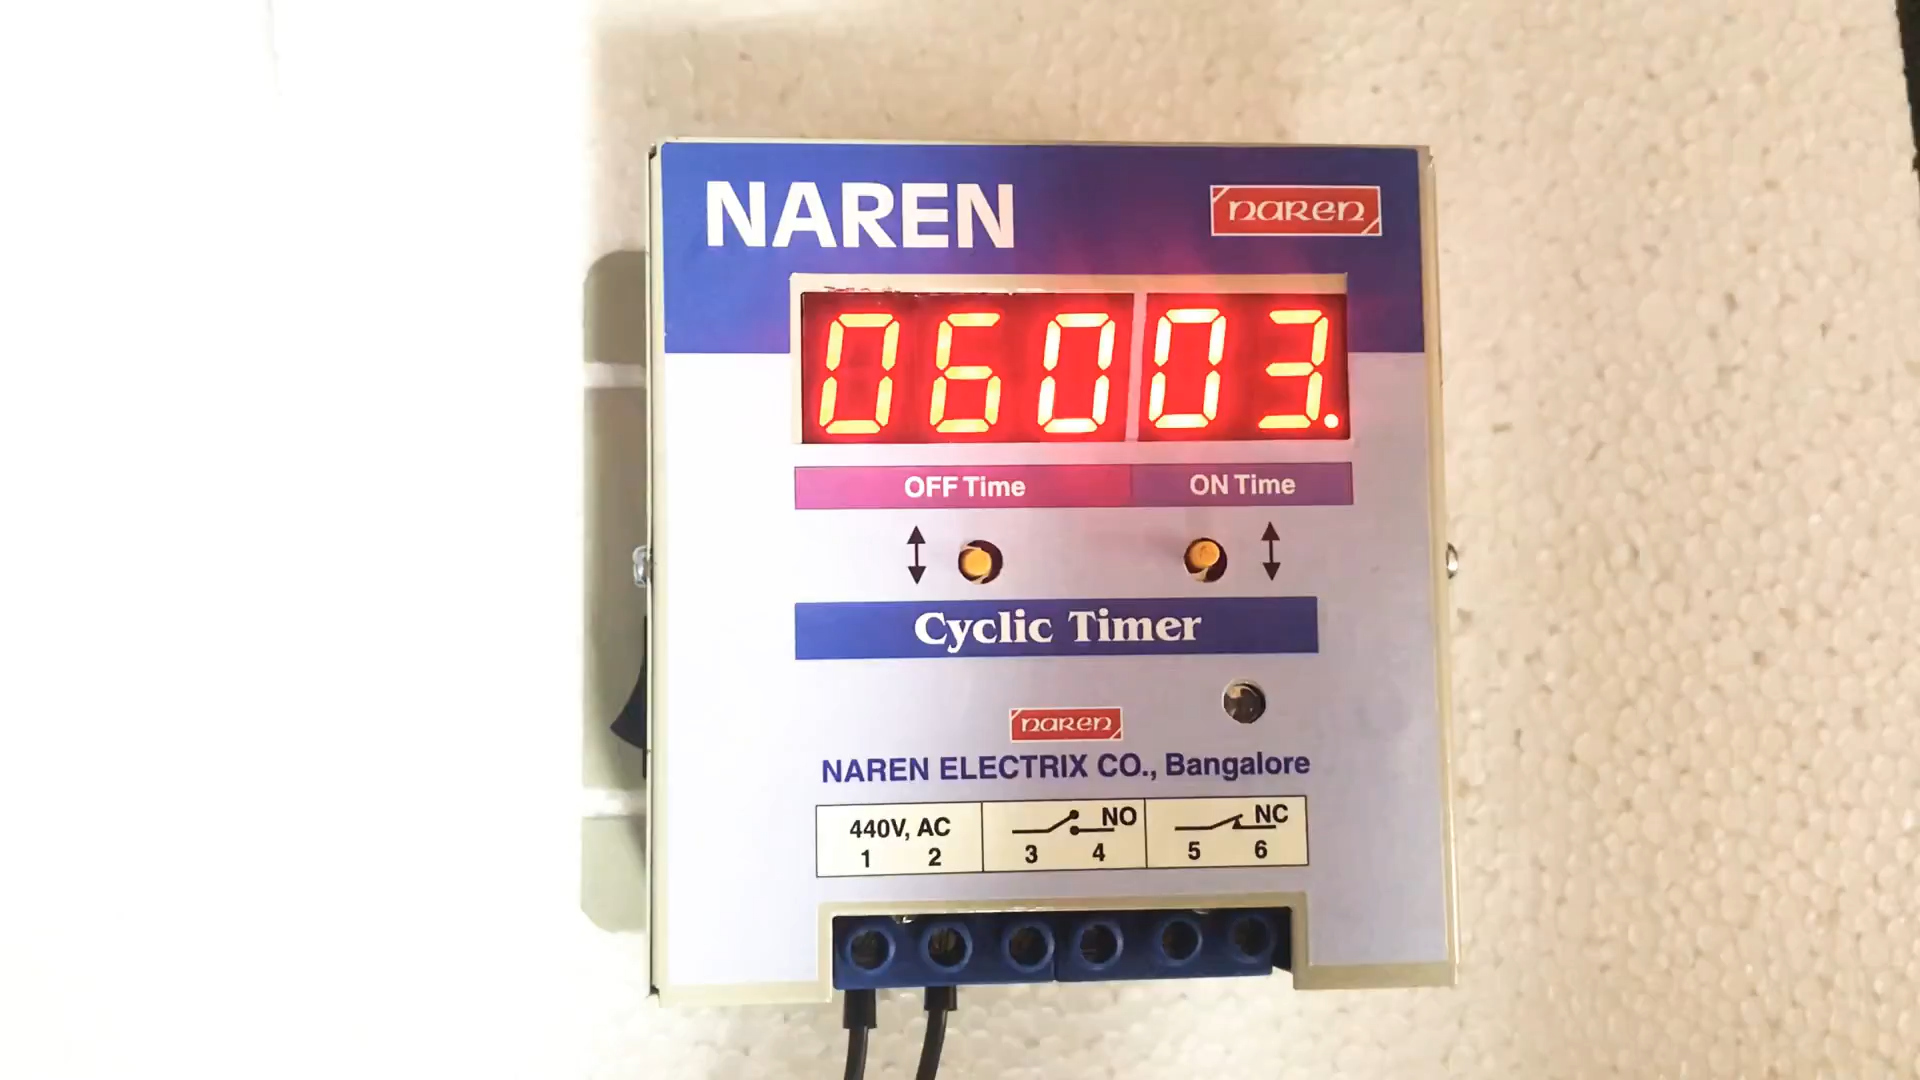 NAREN
naren
06003.
OFF Time
ON Time
Cyclic Timer
naren
NAREN ELECTRIX CO., Bangalore
440V, AC
NO
NC
1 2 3 4 5 6